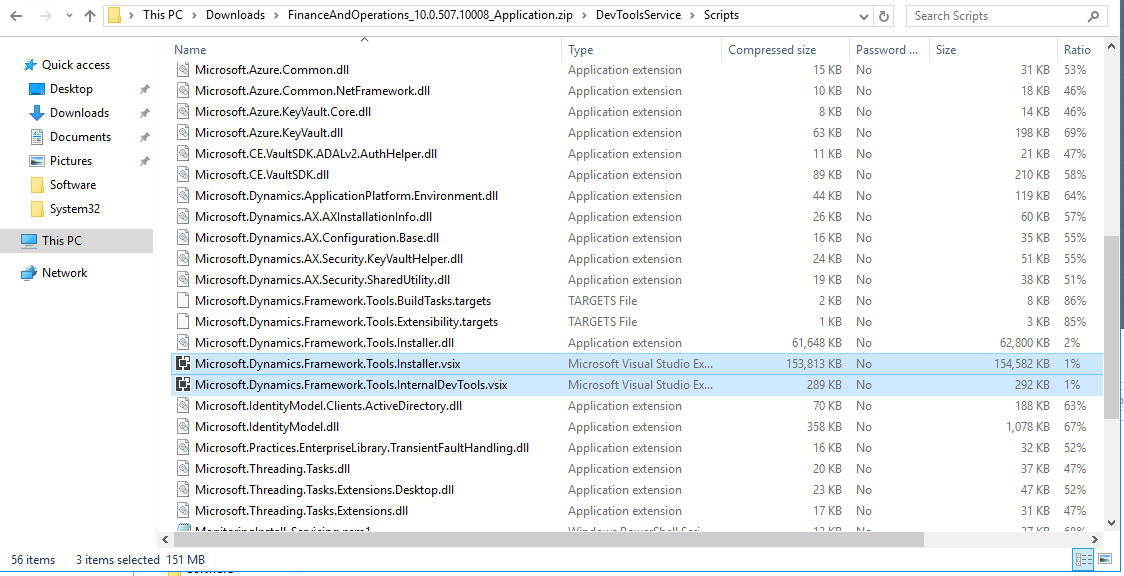 This PC > Downloads > FinanceAndOperations_10.0.507.10008_Application.zip > DevToolsService > Scripts
Search Scripts
Quick access
Desktop
Downloads
Documents
Pictures
Software
System32
This PC
Network
Name Type Compressed size Password ... Size Ratio
Microsoft.Azure.Common.dll Application extension 15 KB No 31 KB 53%
Microsoft.Azure.Common.NetFramework.dll Application extension 10 KB No 18 KB 46%
Microsoft.Azure.KeyVault.Core.dll Application extension 8 KB No 14 KB 46%
Microsoft.Azure.KeyVault.dll Application extension 63 KB No 198 KB 69%
Microsoft.CE.VaultSDK.ADALv2.AuthHelper.dll Application extension 11 KB No 21 KB 47%
Microsoft.CE.VaultSDK.dll Application extension 89 KB No 210 KB 58%
Microsoft.Dynamics.ApplicationPlatform.Environment.dll Application extension 44 KB No 119 KB 64%
Microsoft.Dynamics.AX.AXInstallationInfo.dll Application extension 26 KB No 60 KB 57%
Microsoft.Dynamics.AX.Configuration.Base.dll Application extension 16 KB No 35 KB 55%
Microsoft.Dynamics.AX.Security.KeyVaultHelper.dll Application extension 24 KB No 51 KB 55%
Microsoft.Dynamics.AX.Security.SharedUtility.dll Application extension 19 KB No 38 KB 51%
Microsoft.Dynamics.Framework.Tools.BuildTasks.targets TARGETS File 2 KB No 8 KB 86%
Microsoft.Dynamics.Framework.Tools.Extensibility.targets TARGETS File 1 KB No 3 KB 85%
Microsoft.Dynamics.Framework.Tools.Installer.dll Application extension 61,648 KB No 62,800 KB 2%
Microsoft.Dynamics.Framework.Tools.Installer.vsix Microsoft Visual Studio Ex... 153,813 KB No 154,582 KB 1%
Microsoft.Dynamics.Framework.Tools.InternalDevTools.vsix Microsoft Visual Studio Ex... 289 KB No 292 KB 1%
Microsoft.IdentityModel.Clients.ActiveDirectory.dll Application extension 70 KB No 188 KB 63%
Microsoft.IdentityModel.dll Application extension 358 KB No 1,078 KB 67%
Microsoft.Practices.EnterpriseLibrary.TransientFaultHandling.dll Application extension 16 KB No 32 KB 52%
Microsoft.Threading.Tasks.dll Application extension 20 KB No 37 KB 47%
Microsoft.Threading.Tasks.Extensions.Desktop.dll Application extension 23 KB No 47 KB 52%
Microsoft.Threading.Tasks.Extensions.dll Application extension 17 KB No 31 KB 47%
56 items 3 items selected 151 MB